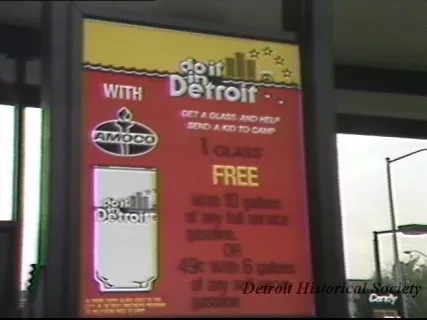 do it
in
Detroit
WITH
AMOCO
GET A GLASS AND HELP
SEND A KID TO CAMP
1 GLASS
FREE
With 10 gallons
of any full service
gasoline.
OR
49¢ With 6 gallons
of any
gasoline
do it
in
Detroit
Detroit Historical Society
Candy